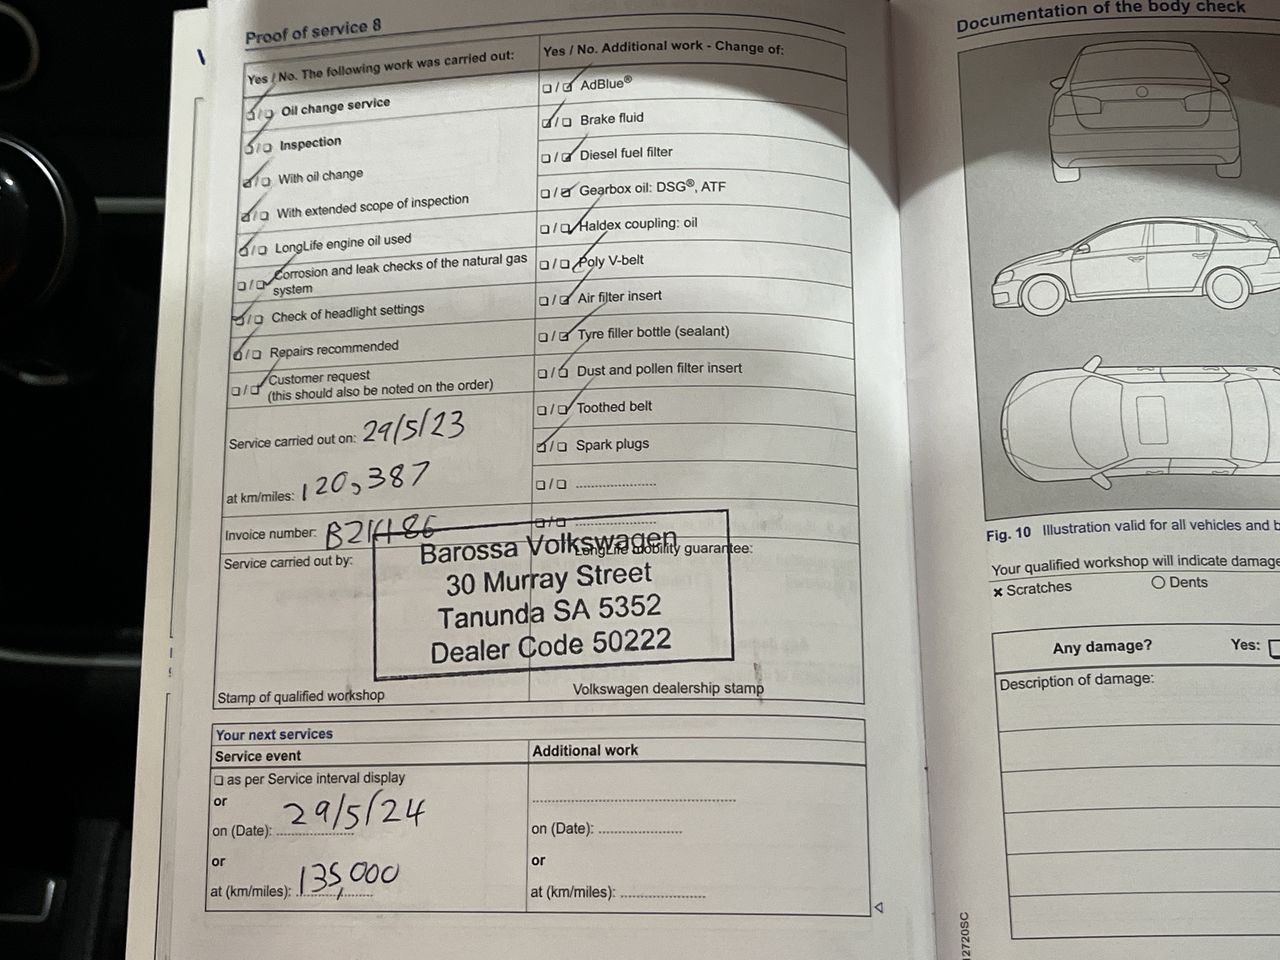 Proof of service 8
Yes / No. The following work was carried out:
Oil change service
Inspection
With oil change
With extended scope of inspection
LongLife engine oil used
Corrosion and leak checks of the natural gas
system
Check of headlight settings
Repairs recommended
Customer request
(this should also be noted on the order)
Service carried out on: 29/5/23
at km/miles: 120,387
Invoice number: B21486
Service carried out by:
Stamp of qualified workshop
Yes / No. Additional work - Change of:
AdBlue®
Brake fluid
Diesel fuel filter
Gearbox oil: DSG®, ATF
Haldex coupling: oil
Poly V-belt
Air filter insert
Tyre filler bottle (sealant)
Dust and pollen filter insert
Toothed belt
Spark plugs
LongLife mobility guarantee:
Barossa Volkswagen
30 Murray Street
Tanunda SA 5352
Dealer Code 50222
Volkswagen dealership stamp
Your next services
Service event
as per Service interval display
or
on (Date): 29/5/24
or
at (km/miles): 135,000
Additional work
on (Date):
or
at (km/miles):
Documentation of the body check
Fig. 10 Illustration valid for all vehicles and b
Your qualified workshop will indicate damage
× Scratches
Dents
Any damage? Yes:
Description of damage:
12720SC